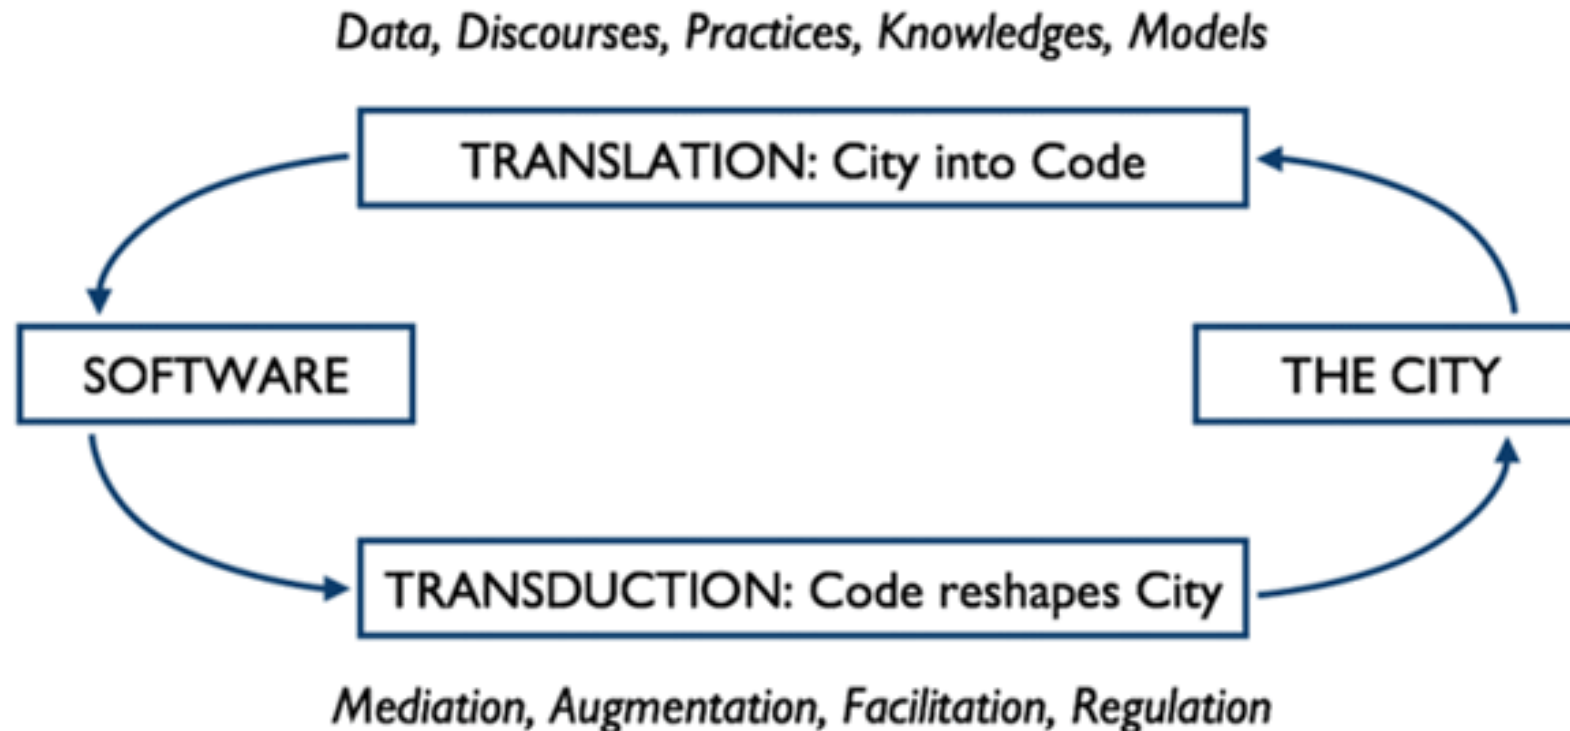 Data, Discourses, Practices, Knowledges, Models
TRANSLATION: City into Code
SOFTWARE
THE CITY
TRANSDUCTION: Code reshapes City
Mediation, Augmentation, Facilitation, Regulation